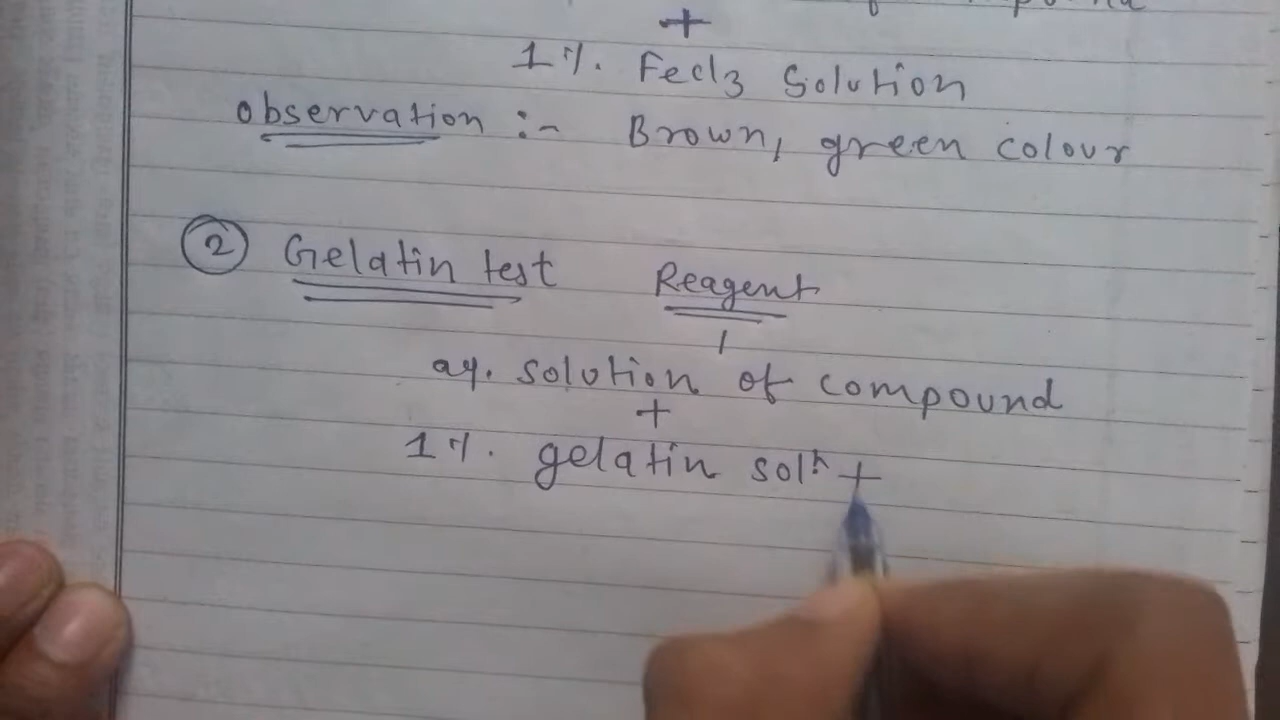 +
1%. Fecl3 Solution
observation :- Brown, green colour
② Gelatin test Reagent
aq. solution of compound
+
1%. gelatin solⁿ +